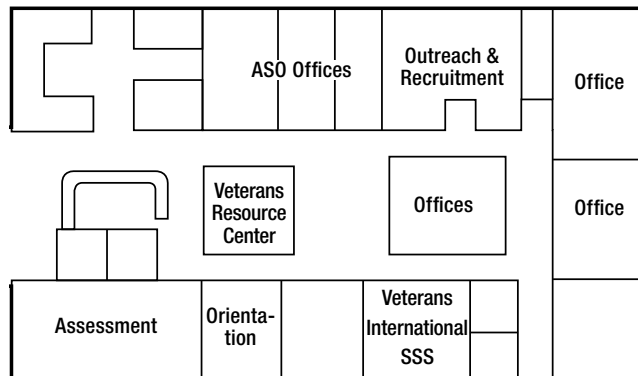 ASO Offices
Outreach &
Recruitment
Office
Veterans
Resource
Center
Offices
Office
Assessment
Orienta-
tion
Veterans
International
SSS